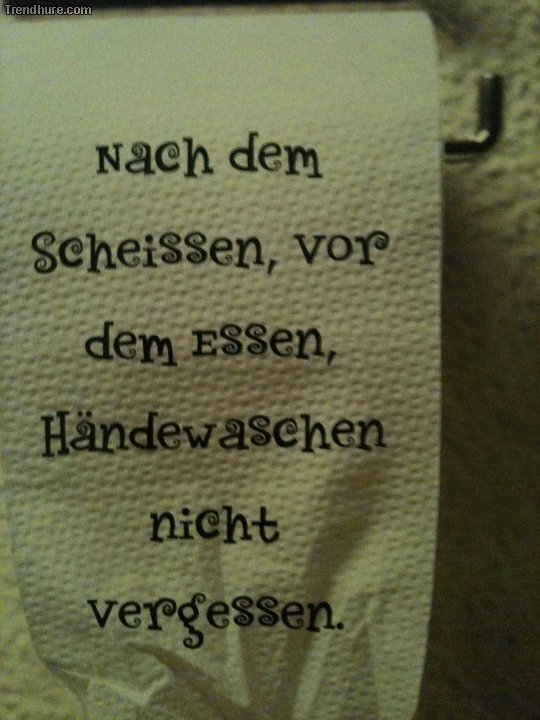 Trendhure.com
Nach dem
Scheissen, vor
dem Essen,
Händewaschen
nicht
vergessen.